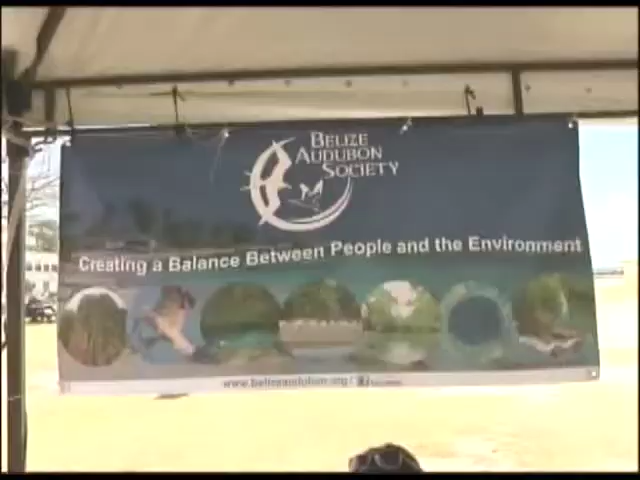 BELIZE
AUDUBON
SOCIETY
Creating a Balance Between People and the Environment
www.belizeaudubon.org